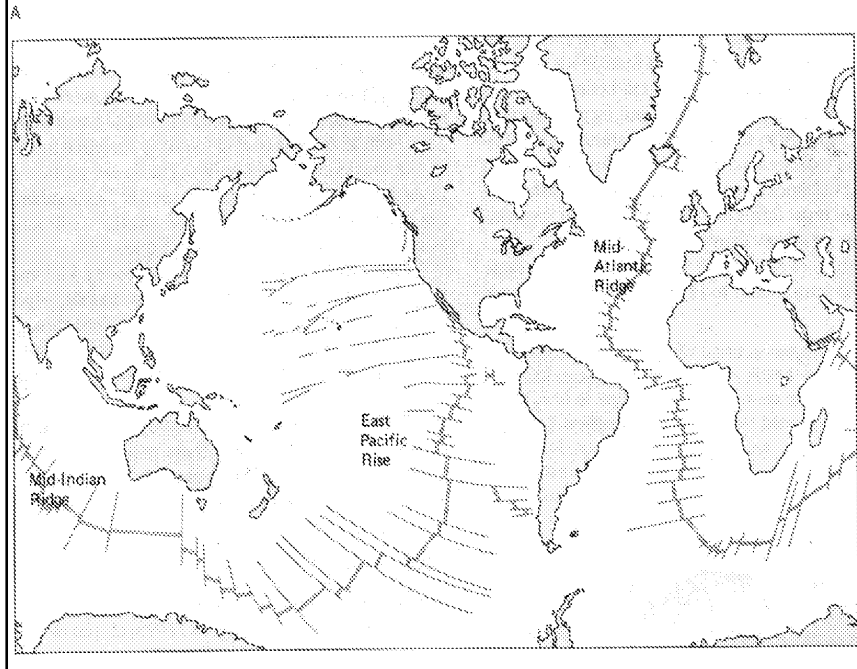 A
Mid-
Atlantic
Ridge
East
Pacific
Rise
Mid-Indian
Ridge